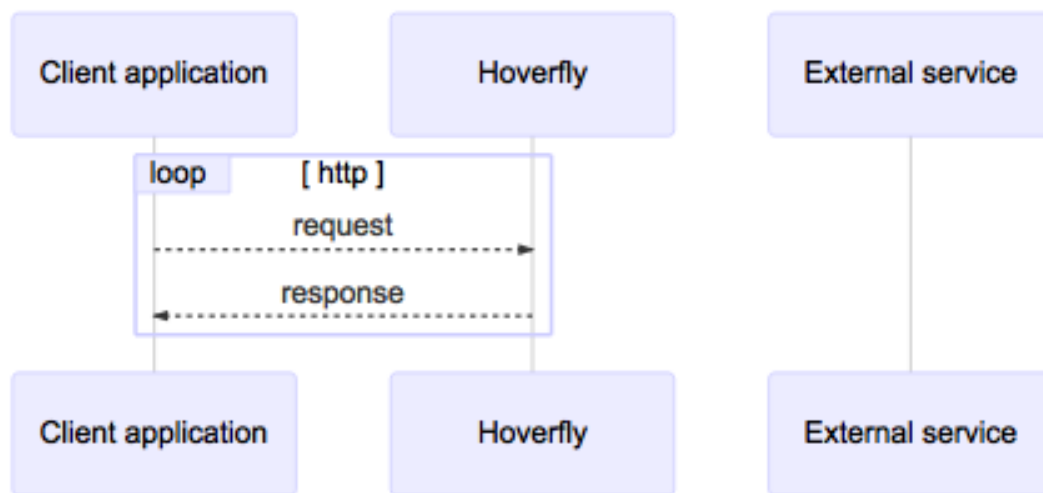 Client application
Hoverfly
External service
loop
[ http ]
request
response
Client application
Hoverfly
External service